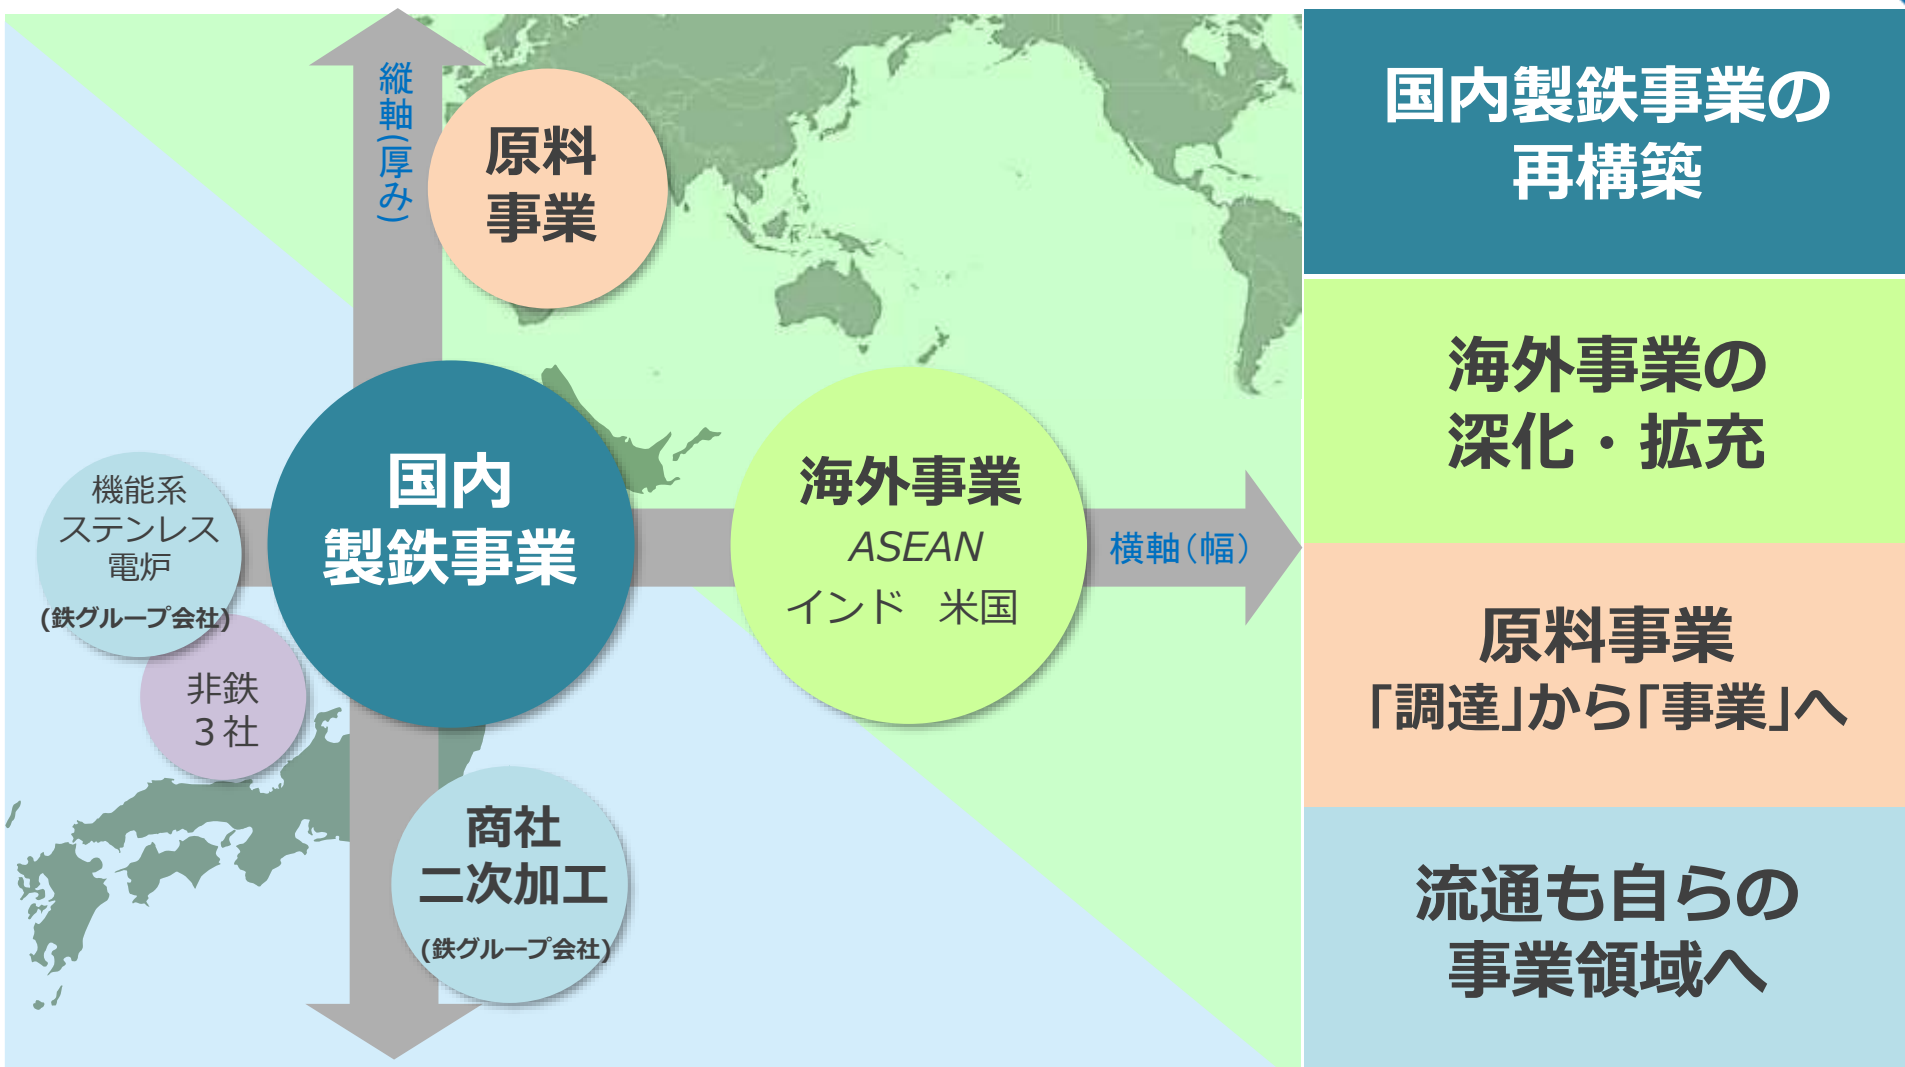 縦軸(厚み)
原料
事業
国内
製鉄事業
機能系
ステンレス
電炉
(鉄グループ会社)
非鉄
３社
海外事業
ASEAN
インド　米国
横軸(幅)
商社
二次加工
(鉄グループ会社)
国内製鉄事業の
再構築
海外事業の
深化・拡充
原料事業
「調達」から「事業」へ
流通も自らの
事業領域へ